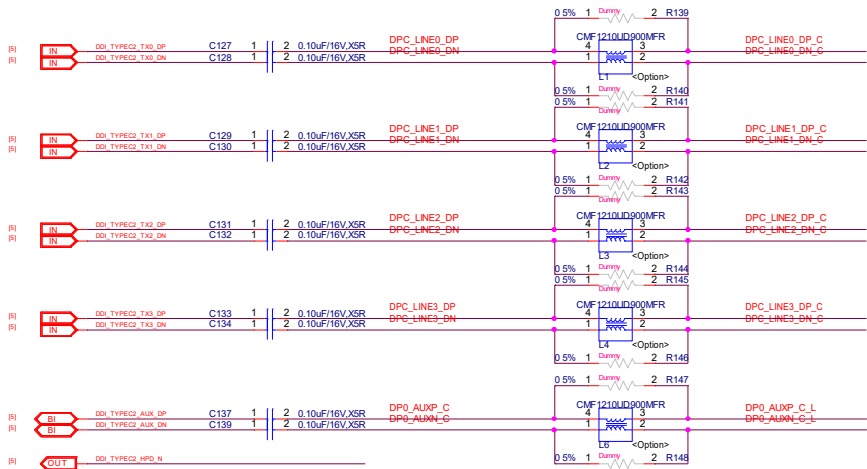 0 5% 1 Dummy 2 R139
CMF1210UD900MFR
[5] IN DDI_TYPEC2_TX0_DP C127 1 2 0.10uF/16V,X5R DPC_LINE0_DP 4 3 DPC_LINE0_DP_C
[5] IN DDI_TYPEC2_TX0_DN C128 1 2 0.10uF/16V,X5R DPC_LINE0_DN 1 2 DPC_LINE0_DN_C
L1 <Option>
0 5% 1 Dummy 2 R140
0 5% 1 2 R141
CMF1210UD900MFR
[5] IN DDI_TYPEC2_TX1_DP C129 1 2 0.10uF/16V,X5R DPC_LINE1_DP 4 3 DPC_LINE1_DP_C
[5] IN DDI_TYPEC2_TX1_DN C130 1 2 0.10uF/16V,X5R DPC_LINE1_DN 1 2 DPC_LINE1_DN_C
L2 <Option>
0 5% 1 Dummy 2 R142
0 5% 1 2 R143
CMF1210UD900MFR
[5] IN DDI_TYPEC2_TX2_DP C131 1 2 0.10uF/16V,X5R DPC_LINE2_DP 4 3 DPC_LINE2_DP_C
[5] IN DDI_TYPEC2_TX2_DN C132 1 2 0.10uF/16V,X5R DPC_LINE2_DN 1 2 DPC_LINE2_DN_C
L3 <Option>
0 5% 1 Dummy 2 R144
0 5% 1 2 R145
CMF1210UD900MFR
[5] IN DDI_TYPEC2_TX3_DP C133 1 2 0.10uF/16V,X5R DPC_LINE3_DP 4 3 DPC_LINE3_DP_C
[5] IN DDI_TYPEC2_TX3_DN C134 1 2 0.10uF/16V,X5R DPC_LINE3_DN 1 2 DPC_LINE3_DN_C
L4 <Option>
0 5% 1 Dummy 2 R146
0 5% 1 Dummy 2 R147
CMF1210UD900MFR
[5] BI DDI_TYPEC2_AUX_DP C137 1 2 0.10uF/16V,X5R DP0_AUXP_C 4 3 DP0_AUXP_C_L
[5] BI DDI_TYPEC2_AUX_DN C139 1 2 0.10uF/16V,X5R DP0_AUXN_C 1 2 DP0_AUXN_C_L
L6 <Option>
[5] OUT DDI_TYPEC2_HPD_N 0 5% 1 Dummy 2 R148